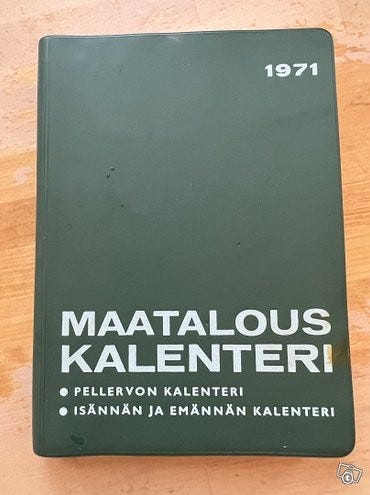 1971
MAATALOUS
KALENTERI
● PELLERVON KALENTERI
● ISÄNNÄN JA EMÄNNÄN KALENTERI